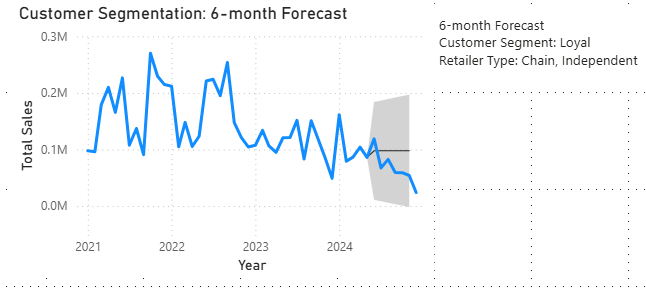 Customer Segmentation: 6-month Forecast
6-month Forecast
Customer Segment: Loyal
Retailer Type: Chain, Independent
Total Sales
0.3M
0.2M
0.1M
0.0M
2021
2022
2023
2024
Year